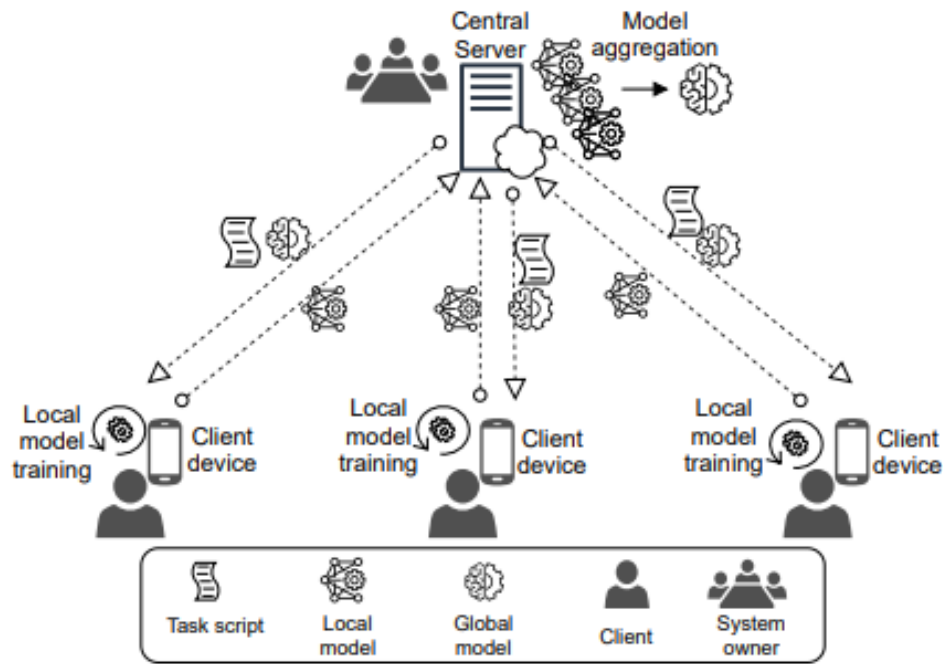 Central
Server
Model
aggregation
Local
model
training
Client
device
Local
model
training
Client
device
Local
model
training
Client
device
Task script
Local
model
Global
model
Client
System
owner